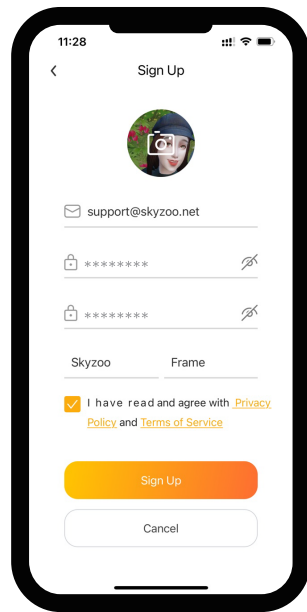 11:28
Sign Up
support@skyzoo.net
********
********
Skyzoo Frame
I have read and agree with Privacy
Policy and Terms of Service
Sign Up
Cancel